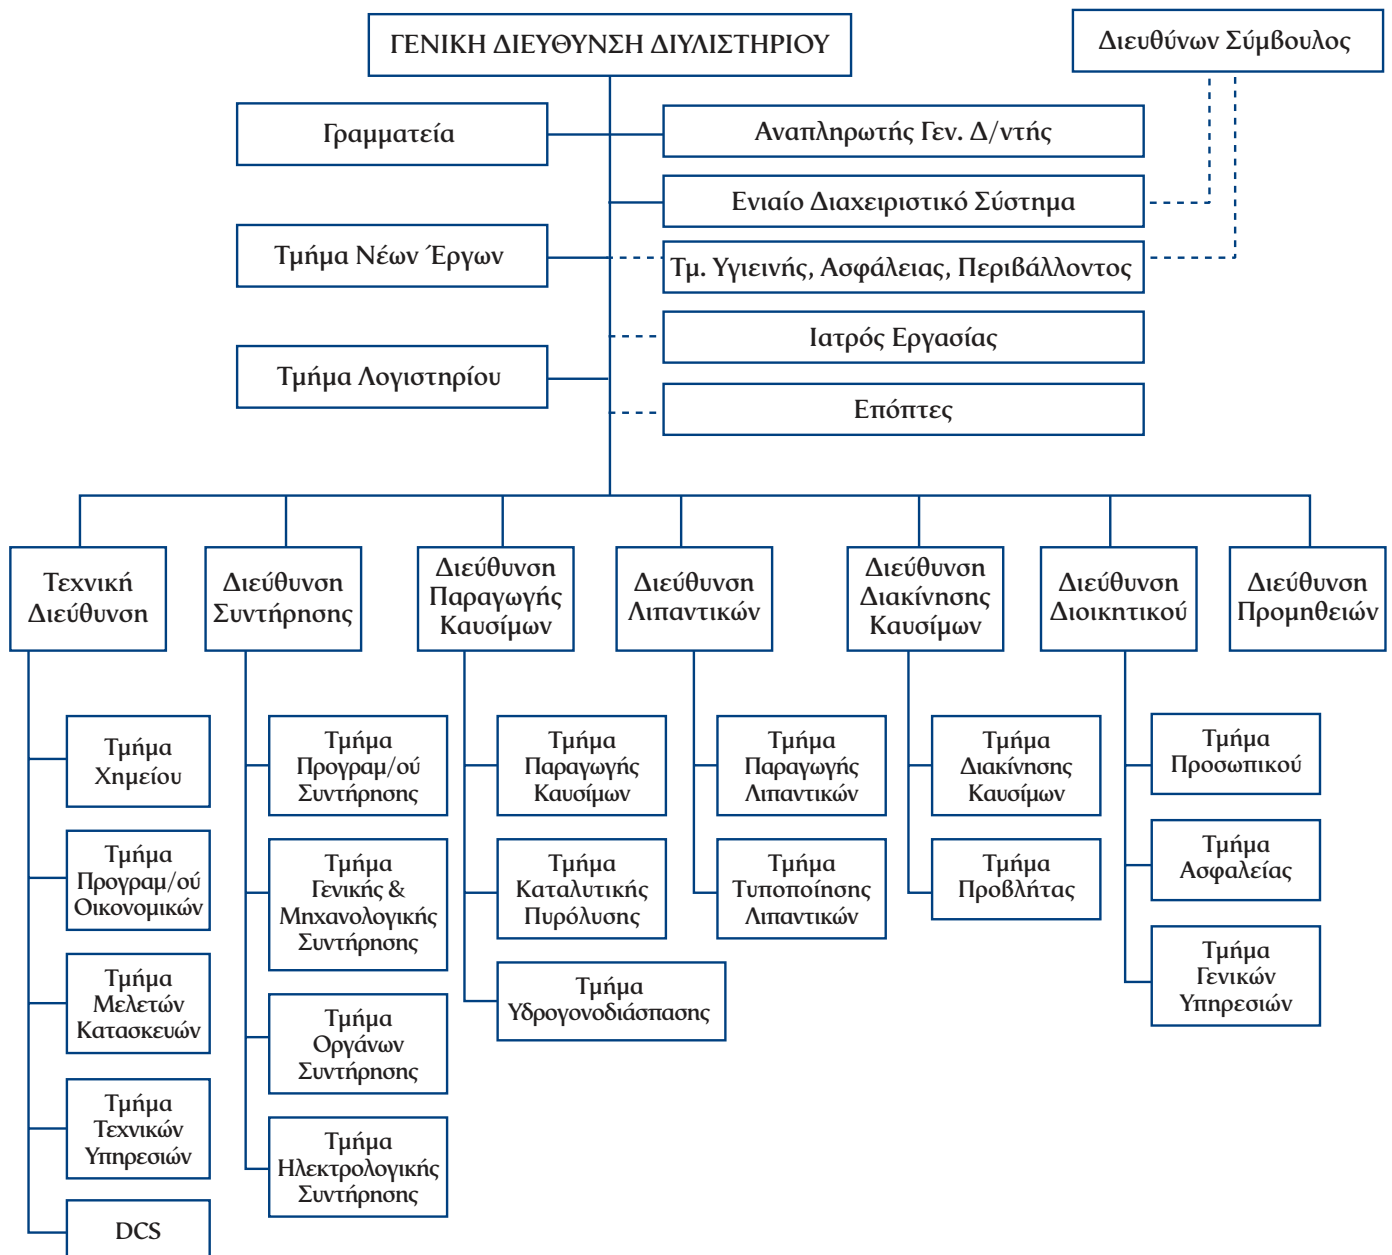 ΓΕΝΙΚΗ ΔΙΕΥΘΥΝΣΗ ΔΙΥΛΙΣΤΗΡΙΟΥ
Διευθύνων Σύμβουλος
Γραμματεία
Αναπληρωτής Γεν. Δ/ντής
Ενιαίο Διαχειριστικό Σύστημα
Τμήμα Νέων Έργων
Τμ. Υγιεινής, Ασφάλειας, Περιβάλλοντος
Ιατρός Εργασίας
Τμήμα Λογιστηρίου
Επόπτες
Τεχνική
Διεύθυνση
Διεύθυνση
Συντήρησης
Διεύθυνση
Παραγωγής
Καυσίμων
Διεύθυνση
Λιπαντικών
Διεύθυνση
Διακίνησης
Καυσίμων
Διεύθυνση
Διοικητικού
Διεύθυνση
Προμηθειών
Τμήμα
Χημείου
Τμήμα
Προγραμ/ού
Οικονομικών
Τμήμα
Μελετών
Κατασκευών
Τμήμα
Τεχνικών
Υπηρεσιών
DCS
Τμήμα
Προγραμ/ού
Συντήρησης
Τμήμα
Γενικής &
Μηχανολογικής
Συντήρησης
Τμήμα
Οργάνων
Συντήρησης
Τμήμα
Ηλεκτρολογικής
Συντήρησης
Τμήμα
Παραγωγής
Καυσίμων
Τμήμα
Καταλυτικής
Πυρόλυσης
Τμήμα
Υδρογονοδιάσπασης
Τμήμα
Παραγωγής
Λιπαντικών
Τμήμα
Τυποποίησης
Λιπαντικών
Τμήμα
Διακίνησης
Καυσίμων
Τμήμα
Προβλήτας
Τμήμα
Προσωπικού
Τμήμα
Ασφαλείας
Τμήμα
Γενικών
Υπηρεσιών